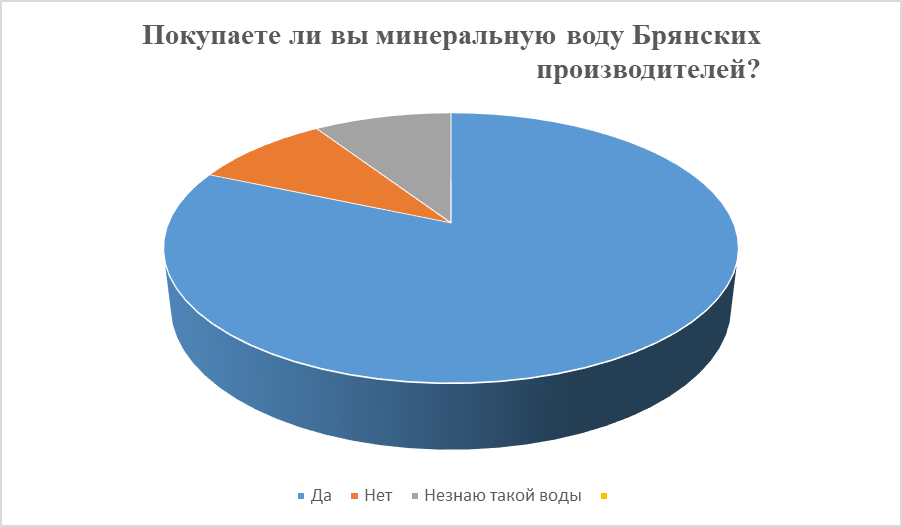 Покупаете ли вы минеральную воду Брянских
производителей?
Да Нет Незнаю такой воды